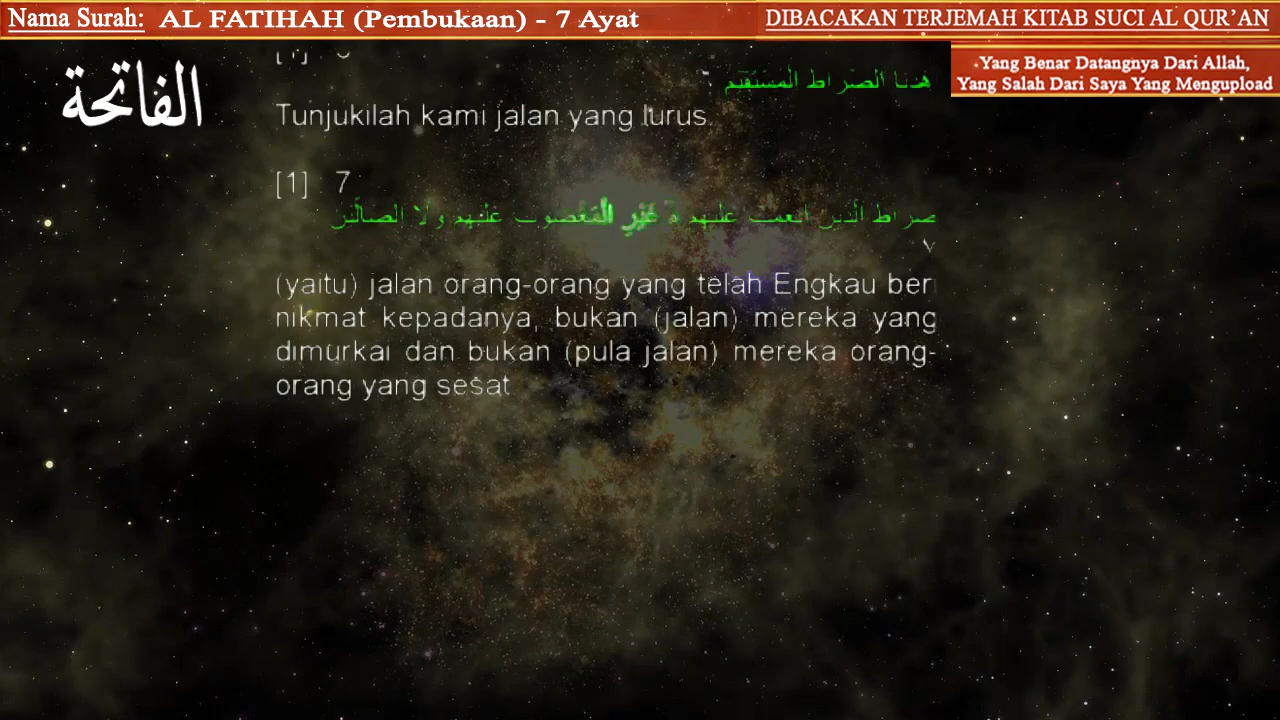 Nama Surah: AL FATIHAH (Pembukaan) - 7 Ayat
DIBACAKAN TERJEMAH KITAB SUCI AL QUR'AN
Yang Benar Datangnya Dari Allah,
Yang Salah Dari Saya Yang Mengupload
الفاتحة
الصراط المستقيم
Tunjukilah kami jalan yang lurus.
[1] : 7
صراط الذين انعمت عليهم غير المغضوب عليهم ولا الضالين
٧
(yaitu) jalan orang-orang yang telah Engkau beri
nikmat kepadanya, bukan (jalan) mereka yang
dimurkai dan bukan (pula jalan) mereka orang-
orang yang sesat